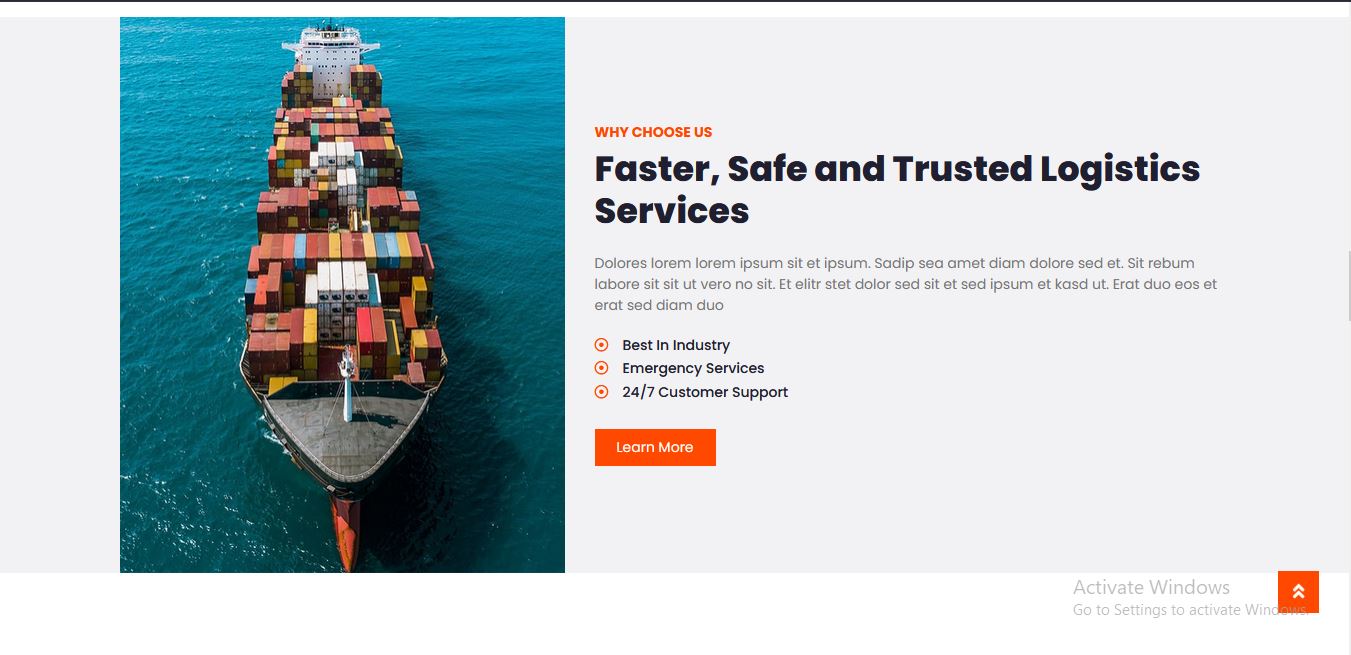 WHY CHOOSE US
Faster, Safe and Trusted Logistics
Services
Dolores lorem lorem ipsum sit et ipsum. Sadip sea amet diam dolore sed et. Sit rebum
labore sit sit ut vero no sit. Et elitr stet dolor sed sit et sed ipsum et kasd ut. Erat duo eos et
erat sed diam duo
Best In Industry
Emergency Services
24/7 Customer Support
Learn More
Activate Windows
Go to Settings to activate Windows.